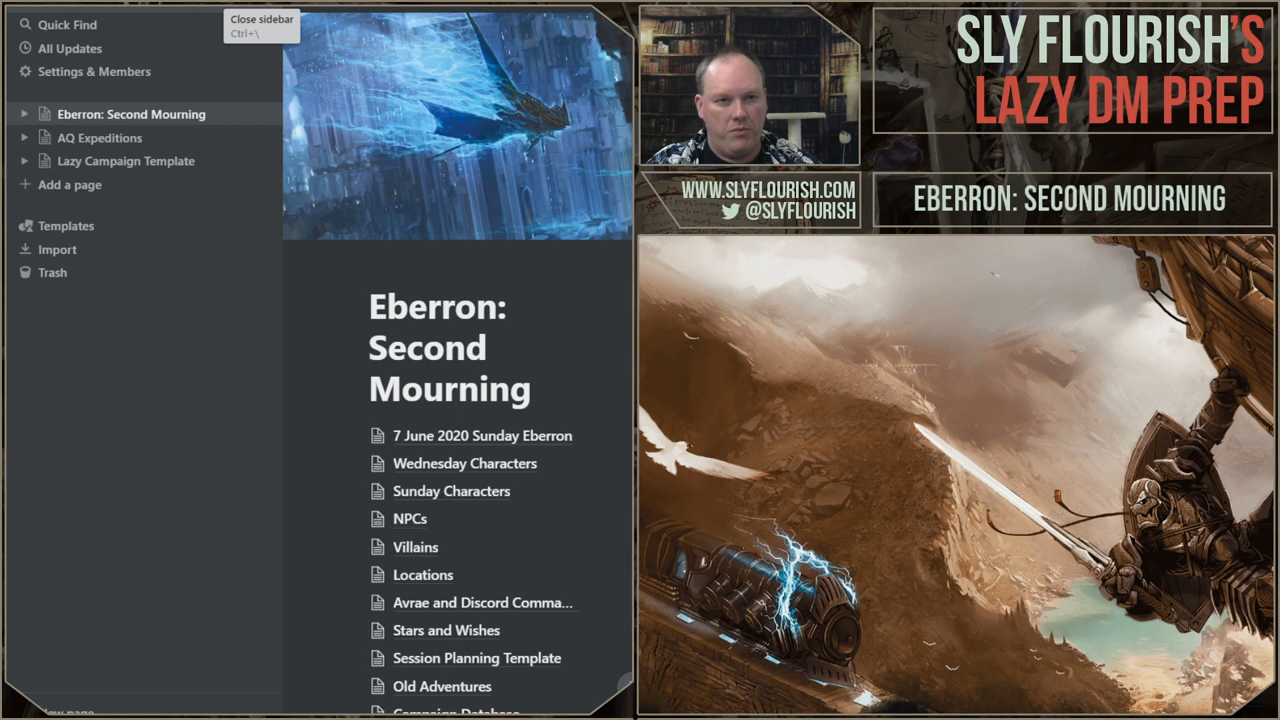 Quick Find
All Updates
Settings & Members
Eberron: Second Mourning
AQ Expeditions
Lazy Campaign Template
Add a page
Templates
Import
Trash
Close sidebar
Ctrl+\
Eberron:
Second
Mourning
7 June 2020 Sunday Eberron
Wednesday Characters
Sunday Characters
NPCs
Villains
Locations
Avrae and Discord Comma...
Stars and Wishes
Session Planning Template
Old Adventures
Campaign Database
SLY FLOURISH'S
LAZY DM PREP
WWW.SLYFLOURISH.COM
@SLYFLOURISH
EBERRON: SECOND MOURNING